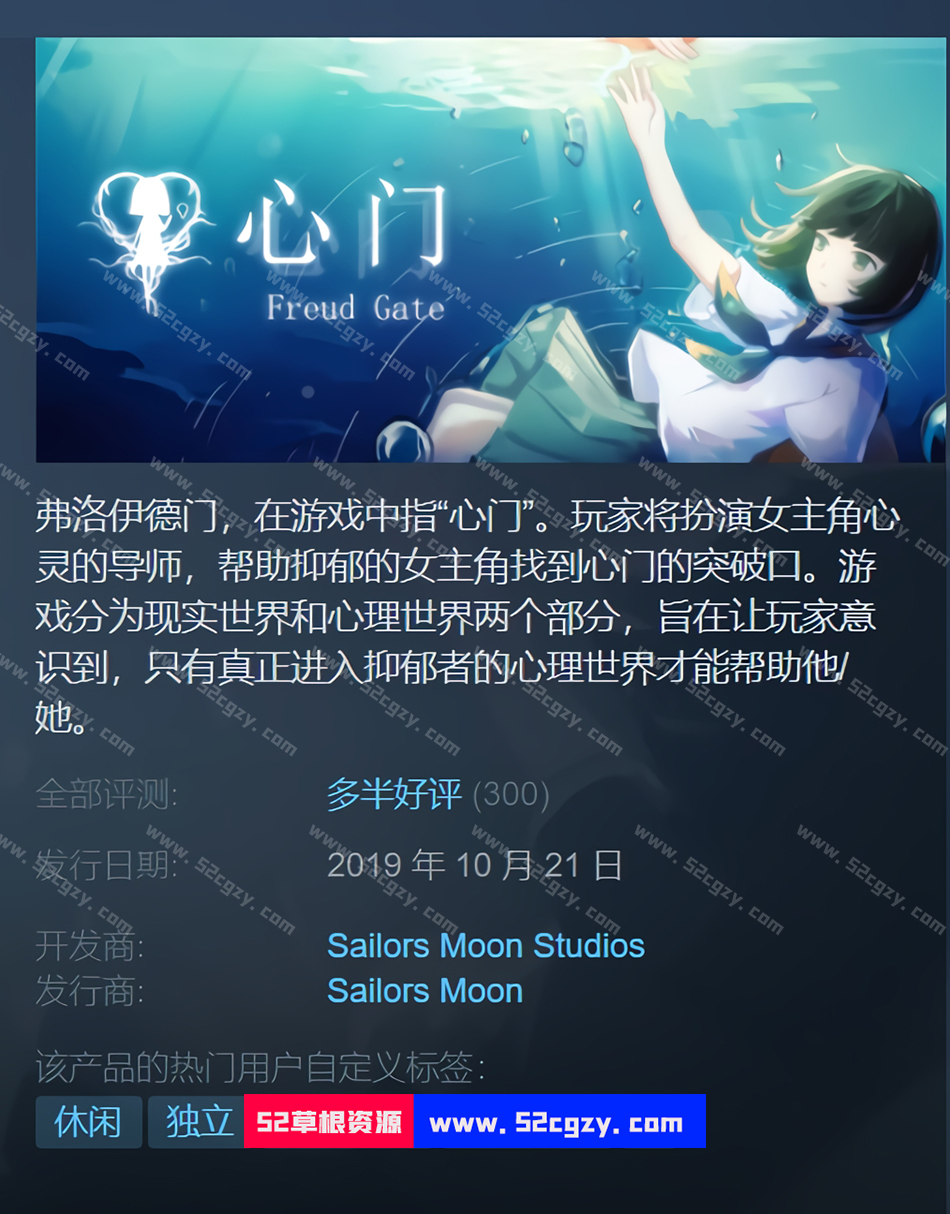 心门
Freud Gate
弗洛伊德门，在游戏中指“心门”。玩家将扮演女主角心
灵的导师，帮助抑郁的女主角找到心门的突破口。游
戏分为现实世界和心理世界两个部分，旨在让玩家意
识到，只有真正进入抑郁者的心理世界才能帮助他/
她。
全部评测: 多半好评 (300)
发行日期: 2019 年 10 月 21 日
开发商: Sailors Moon Studios
发行商: Sailors Moon
该产品的热门用户自定义标签：
休闲 独立 52草根资源 www.52cgzy.com